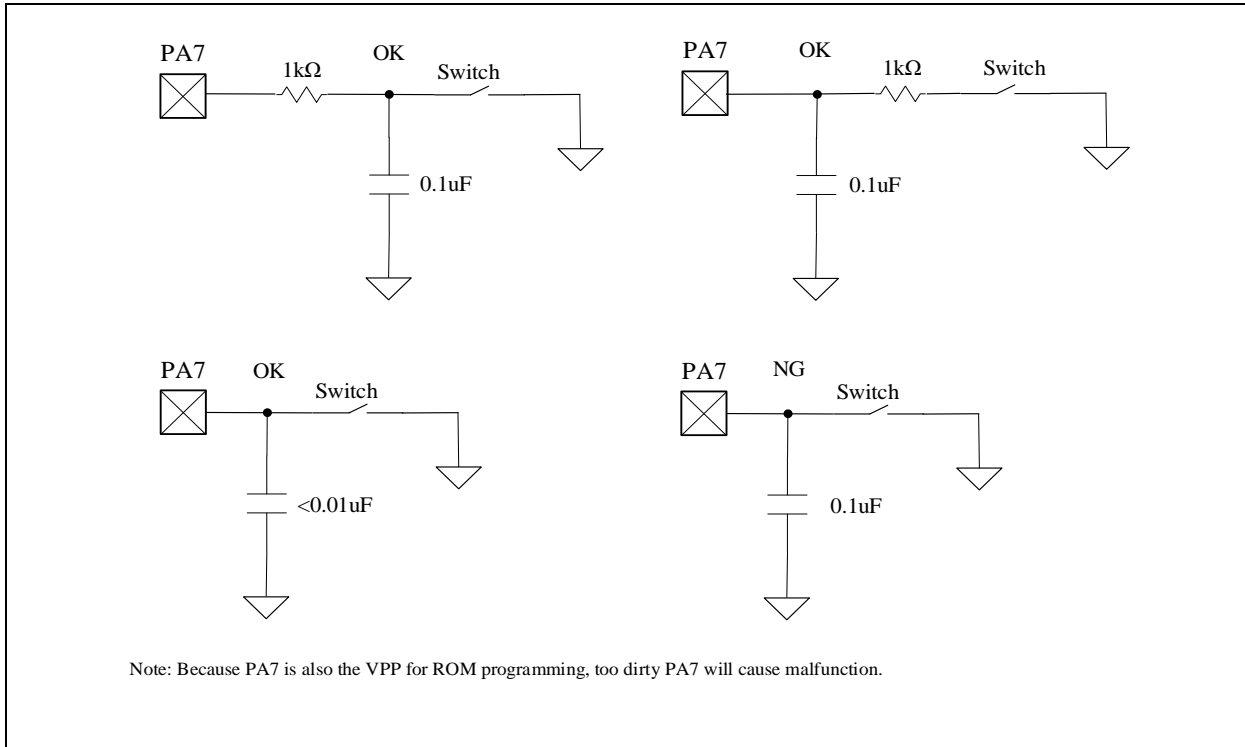 PA7
OK
1kΩ
Switch
0.1uF
PA7
OK
1kΩ
Switch
0.1uF
PA7
OK
Switch
<0.01uF
PA7
NG
Switch
0.1uF
Note: Because PA7 is also the VPP for ROM programming, too dirty PA7 will cause malfunction.